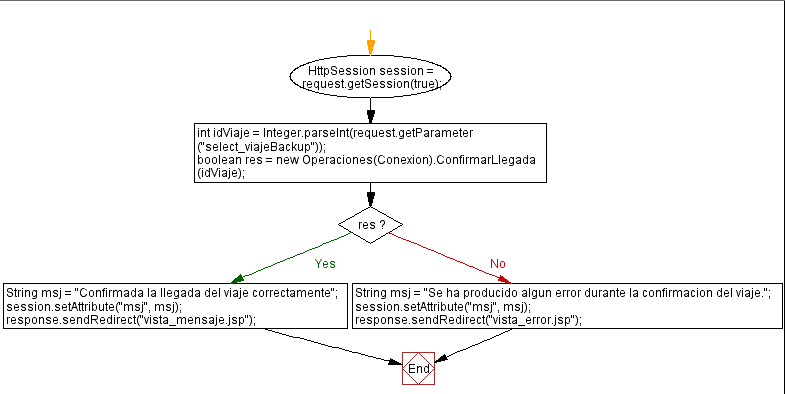 HttpSession session =
request.getSession(true);
int idViaje = Integer.parseInt(request.getParameter
("select_viajeBackup"));
boolean res = new Operaciones(Conexion).ConfirmarLlegada
(idViaje);
res ?
Yes
No
String msj = "Confirmada la llegada del viaje correctamente";
session.setAttribute("msj", msj);
response.sendRedirect("vista_mensaje.jsp");
String msj = "Se ha producido algun error durante la confirmacion del viaje.";
session.setAttribute("msj", msj);
response.sendRedirect("vista_error.jsp");
End